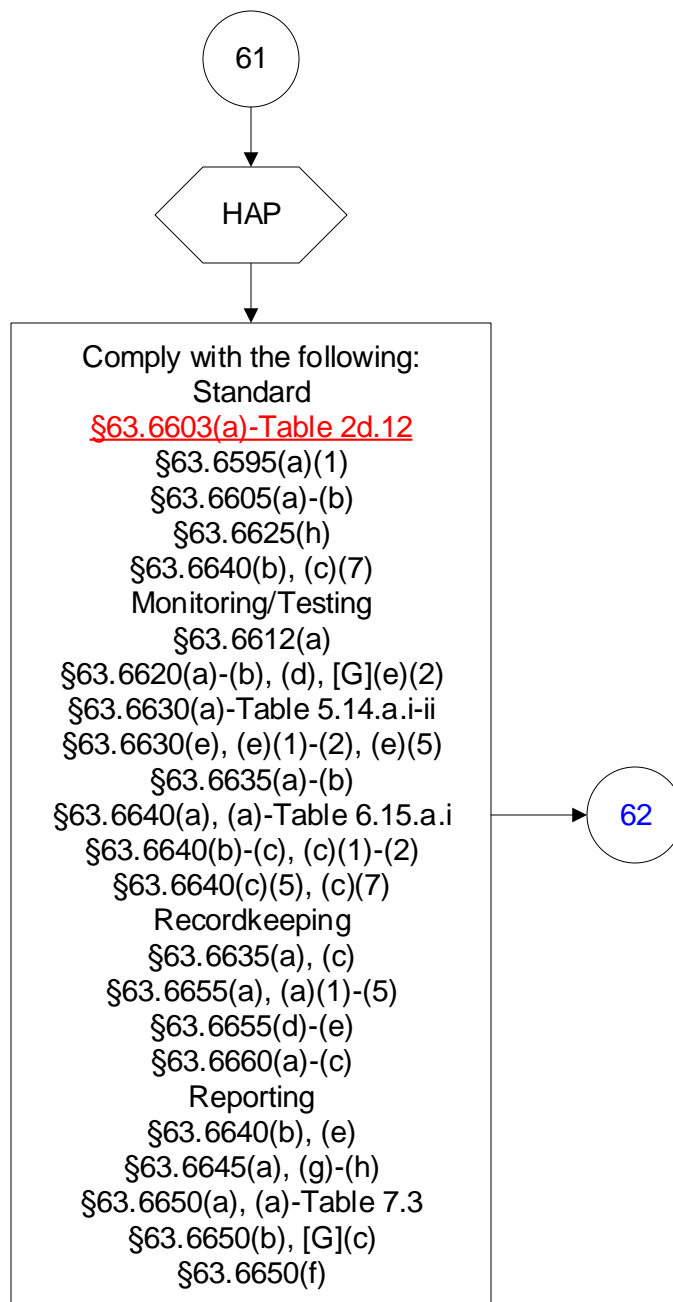 61
HAP
Comply with the following:
Standard
§63.6603(a)-Table 2d.12
§63.6595(a)(1)
§63.6605(a)-(b)
§63.6625(h)
§63.6640(b), (c)(7)
Monitoring/Testing
§63.6612(a)
§63.6620(a)-(b), (d), [G](e)(2)
§63.6630(a)-Table 5.14.a.i-ii
§63.6630(e), (e)(1)-(2), (e)(5)
§63.6635(a)-(b)
§63.6640(a), (a)-Table 6.15.a.i
§63.6640(b)-(c), (c)(1)-(2)
§63.6640(c)(5), (c)(7)
Recordkeeping
§63.6635(a), (c)
§63.6655(a), (a)(1)-(5)
§63.6655(d)-(e)
§63.6660(a)-(c)
Reporting
§63.6640(b), (e)
§63.6645(a), (g)-(h)
§63.6650(a), (a)-Table 7.3
§63.6650(b), [G](c)
§63.6650(f)
62